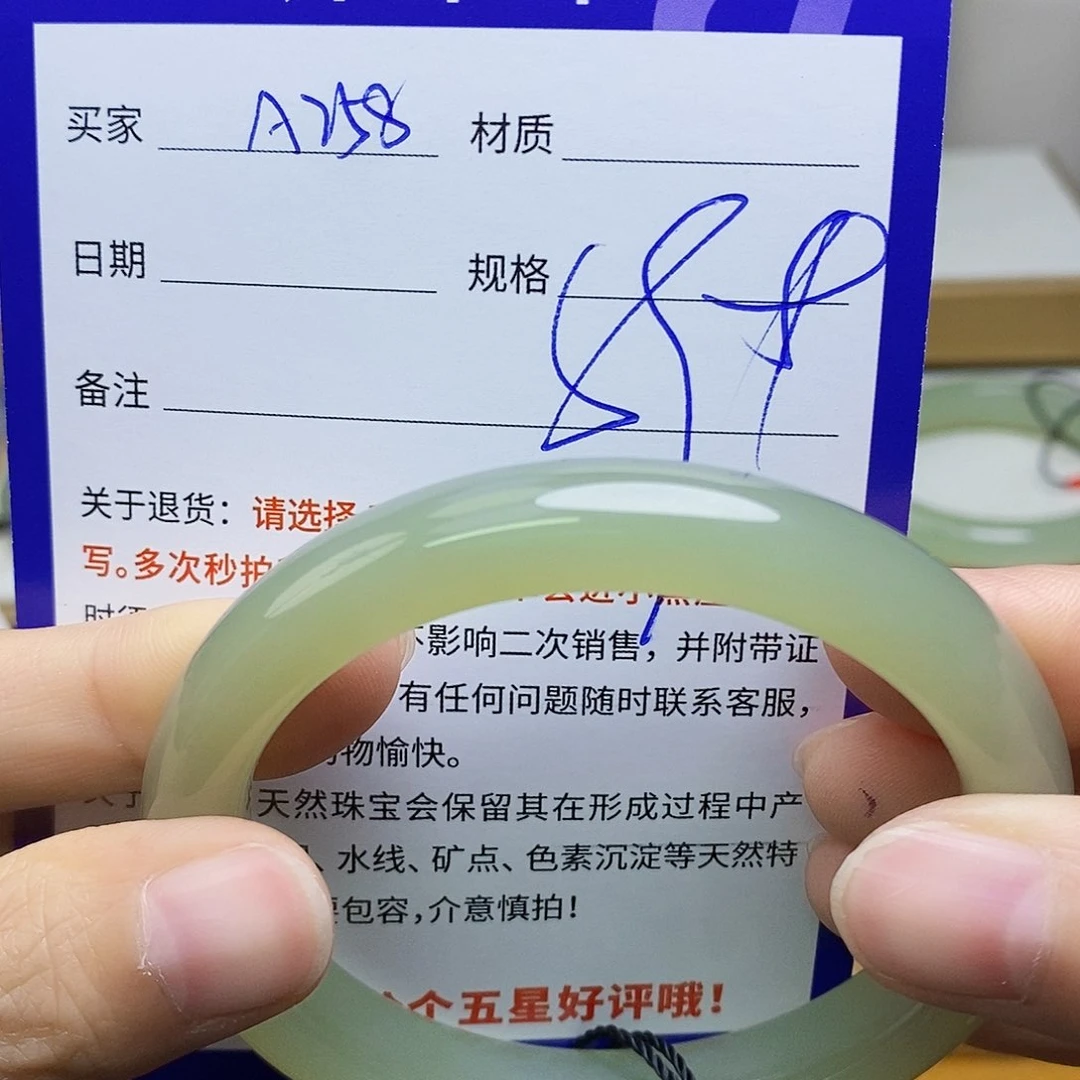 买家 A258 材质
日期 规格
备注
关于退货：请选择
写。多次秒拍
不影响二次销售，并附带证
有任何问题随时联系客服，
物愉快。
天然珠宝会保留其在形成过程中产
、水线、矿点、色素沉淀等天然特
包容，介意慎拍！
个五星好评哦！